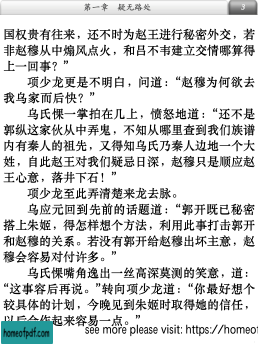 第一章 疑无路处 3
国权贵有往来，还不时为赵王进行秘密外交，若
非赵穆从中煽风点火，和吕不韦建立交情哪算得
上一回事？”
项少龙更是不明白，问道：“赵穆为何欲去
我乌家而后快？”
乌氏倮一掌拍在几上，愤怒地道：“还不是
郭纵这家伙从中弄鬼，不知从哪里查到我们族谱
内有秦人的祖先，又得知乌氏乃秦人边地一个大
姓，自此赵王对我们疑忌日深，赵穆只是顺应赵
王心意，落井下石！”
项少龙至此弄清楚来龙去脉。
乌应元回到先前的话题道：“郭开既已秘密
搭上朱姬，得怎样想个方法，利用此事打击郭开
和赵穆的关系。若没有郭开给赵穆出坏主意，赵
穆会容易对付多了。”
乌氏倮嘴角逸出一丝高深莫测的笑意，道：
“这事容后再说。”转向项少龙道：“你最好想个
较具体的计划，今晚见到朱姬时取得她的信任，
以后合作起来容易一点。”
homeofpdf.com
see more please visit: https://homeof